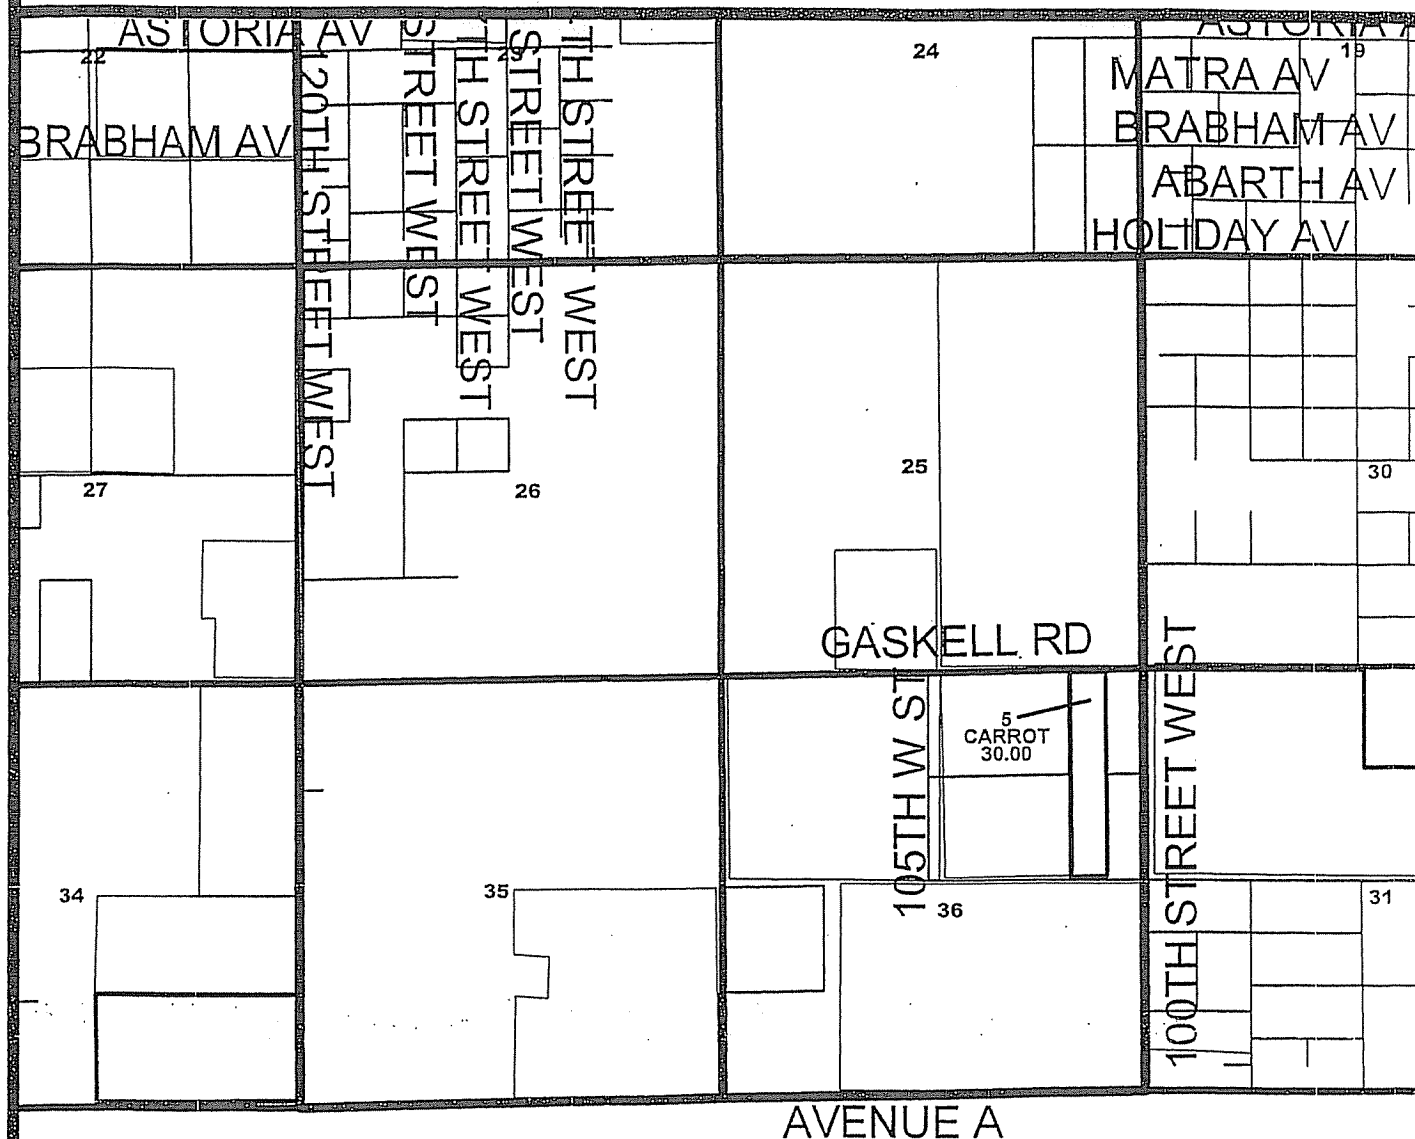 ASTORIA AV
22
24
19
MATRA AV
BRABHAM AV
BRABHAM AV
ABARTH AV
HOLIDAY AV
120TH STREET WEST
STREET WEST
TH STREET WEST
STREET WEST
TH STREET WEST
27
26
25
30
GASKELL RD
105TH W ST
5
CARROT
30.00
100TH STREET WEST
34
35
36
31
AVENUE A